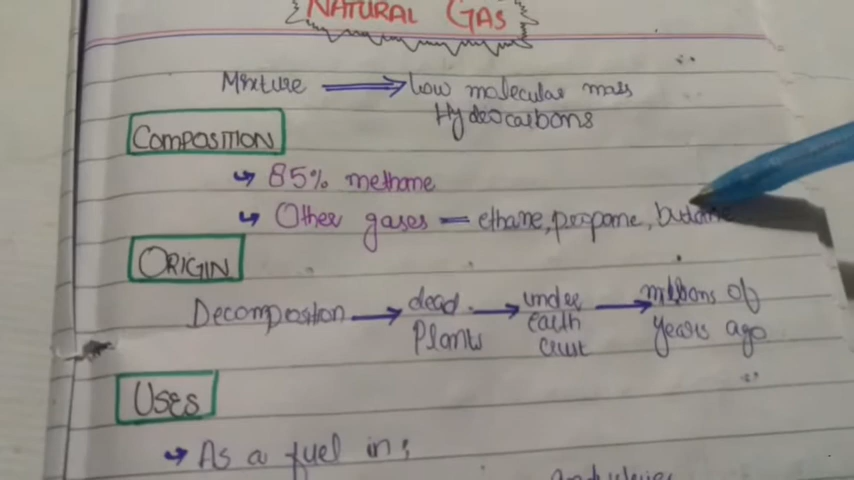 NATURAL GAS
Mixture ⟹ Low molecular mass
Hydrocarbons
COMPOSITION
↪ 85% methane
↪ Other gases = ethane, propane, butane
ORIGIN
Decomposition → dead → under → millions of
Plants earth years ago
crust
USES
↪ As a fuel in: